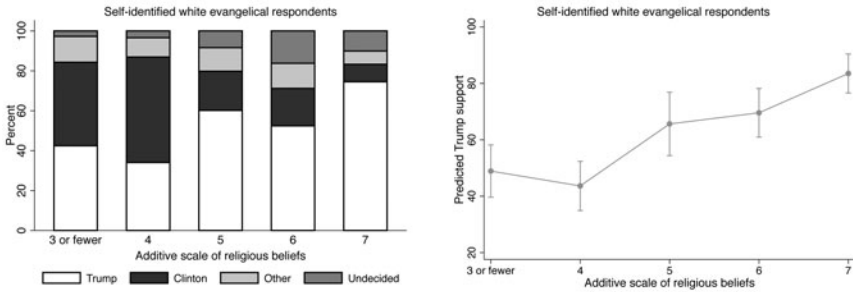 Self-identified white evangelical respondents
Percent
100
80
60
40
20
0
3 or fewer 4 5 6 7
Additive scale of religious beliefs
Trump Clinton Other Undecided
Self-identified white evangelical respondents
Predicted Trump support
100
80
60
40
20
3 or fewer 4 5 6 7
Additive scale of religious beliefs